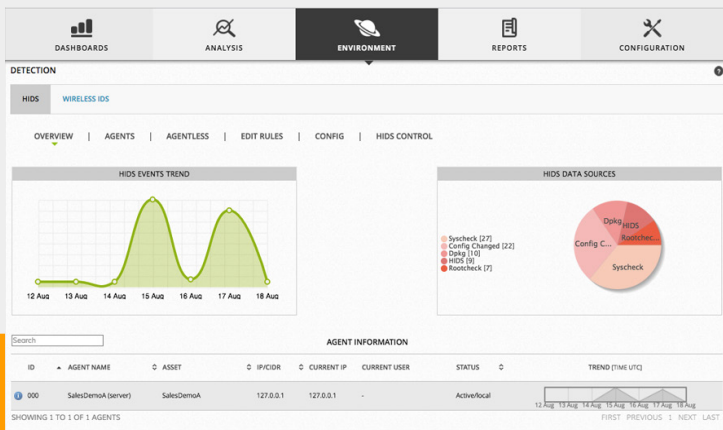 DASHBOARDS ANALYSIS ENVIRONMENT REPORTS CONFIGURATION
DETECTION ?
HIDS WIRELESS IDS
OVERVIEW | AGENTS | AGENTLESS | EDIT RULES | CONFIG | HIDS CONTROL
HIDS EVENTS TREND
12 Aug 13 Aug 14 Aug 15 Aug 16 Aug 17 Aug 18 Aug
HIDS DATA SOURCES
Syscheck [27]
Config Changed [22]
Dpkg [10]
HIDS [9]
Rootcheck [7]
Dpkg
HIDS
Rootchec...
Config C...
Syscheck
Search
AGENT INFORMATION
ID AGENT NAME ASSET IP/CIDR CURRENT IP CURRENT USER STATUS TREND [TIME UTC]
000 SalesDemoA (server) SalesDemoA 127.0.0.1 127.0.0.1 - Active/local
12 Aug 13 Aug 14 Aug 15 Aug 16 Aug 17 Aug 18 Aug
SHOWING 1 TO 1 OF 1 AGENTS FIRST PREVIOUS 1 NEXT LAST